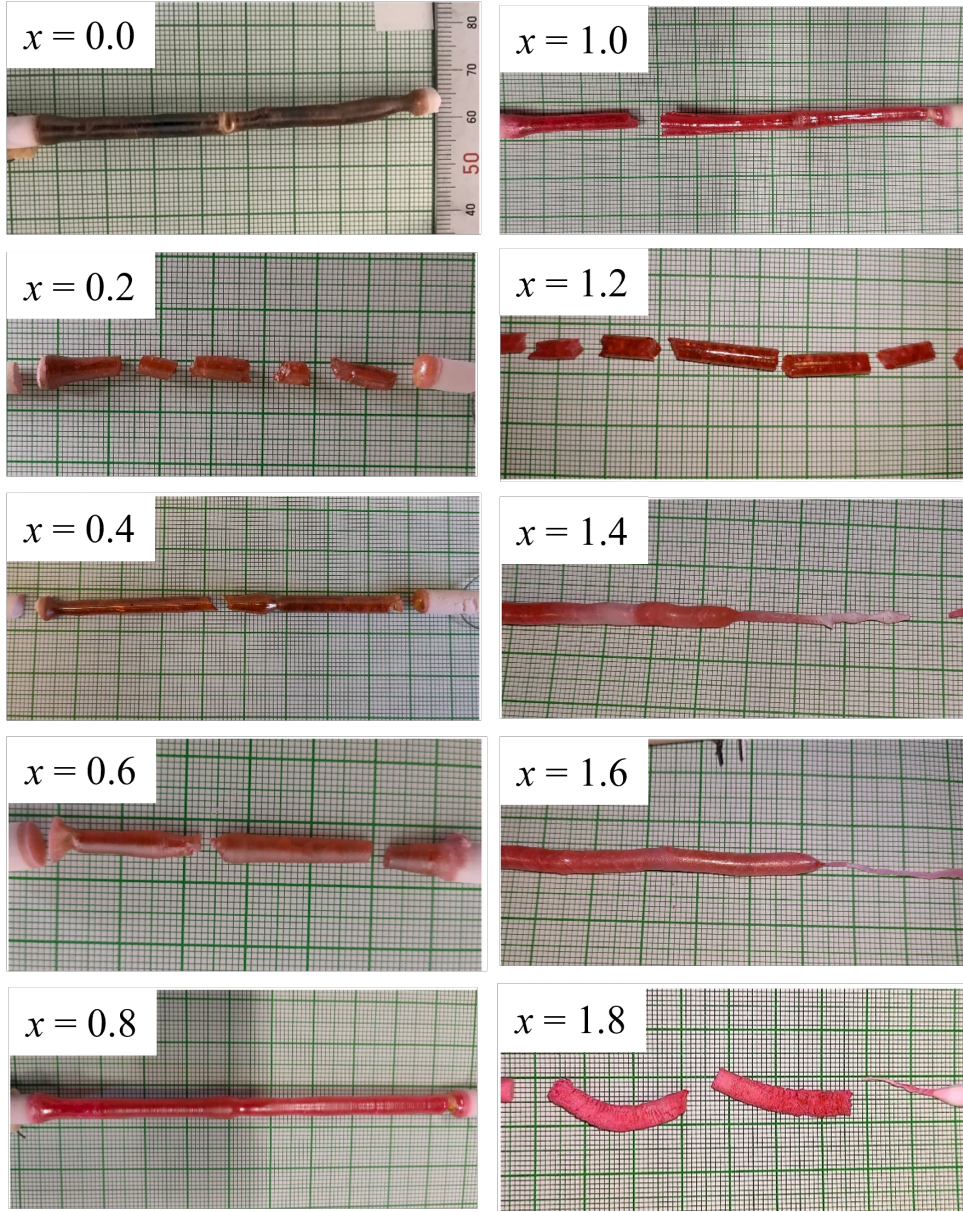 x = 0.0
80
70
60
50
40
x = 1.0
x = 0.2
x = 1.2
x = 0.4
x = 1.4
x = 0.6
x = 1.6
x = 0.8
x = 1.8